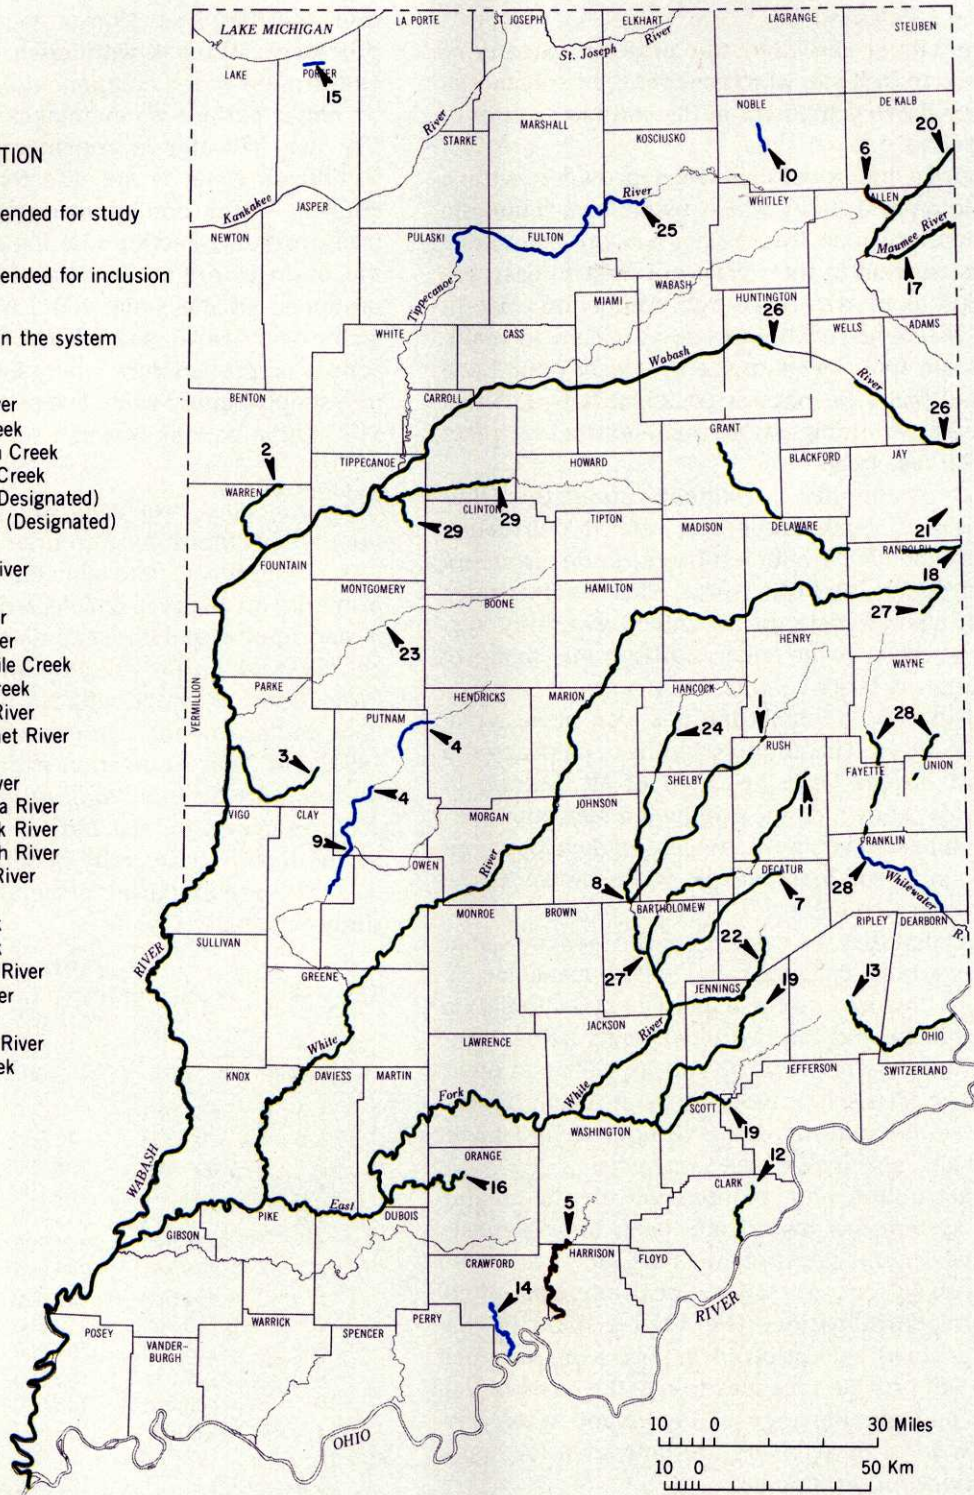 TION
ended for study
ended for inclusion
n the system
ver
eek
n Creek
Creek
(Designated)
(Designated)
River
er
ver
ile Creek
reek
River
net River
ver
a River
k River
h River
River
k
k
River
er
River
ek
LAKE MICHIGAN
LA PORTE
ST. JOSEPH
ELKHART
River
St. Joseph
LAGRANGE
STEUBEN
LAKE
PORTER
15
NOBLE
DE KALB
20
10
6
River
STARKE
MARSHALL
KOSCIUSKO
ALLEN
Kankakee
JASPER
NEWTON
River
25
WHITLEY
Maumee River
17
PULASKI
FULTON
Tippecanoe
WABASH
MIAMI
HUNTINGTON
26
WELLS
ADAMS
WHITE
CASS
Wabash
River
BENTON
CARROLL
GRANT
26
JAY
BLACKFORD
2
TIPPECANOE
HOWARD
WARREN
CLINTON
29
29
TIPTON
MADISON
DELAWARE
21
RANDOLPH
18
FOUNTAIN
MONTGOMERY
BOONE
HAMILTON
27
23
HENRY
WAYNE
VERMILLION
PARKE
HENDRICKS
MARION
HANCOCK
PUTNAM
4
24
1
RUSH
28
3
FAYETTE
UNION
4
SHELBY
11
VIGO
CLAY
MORGAN
JOHNSON
9
OWEN
River
FRANKLIN
DECATUR
28
Whitewater
R.
8
7
MONROE
BROWN
BARTHOLOMEW
RIPLEY
DEARBORN
22
SULLIVAN
RIVER
27
19
13
GREENE
JENNINGS
River
JACKSON
OHIO
White
LAWRENCE
JEFFERSON
SWITZERLAND
KNOX
DAVIESS
MARTIN
Fork
White
SCOTT
19
WASHINGTON
WABASH
ORANGE
12
CLARK
16
East
PIKE
DUBOIS
5
GIBSON
HARRISON
FLOYD
CRAWFORD
14
RIVER
PERRY
POSEY
WARRICK
SPENCER
VANDER-
BURGH
OHIO
10 0 30 Miles
10 0 50 Km